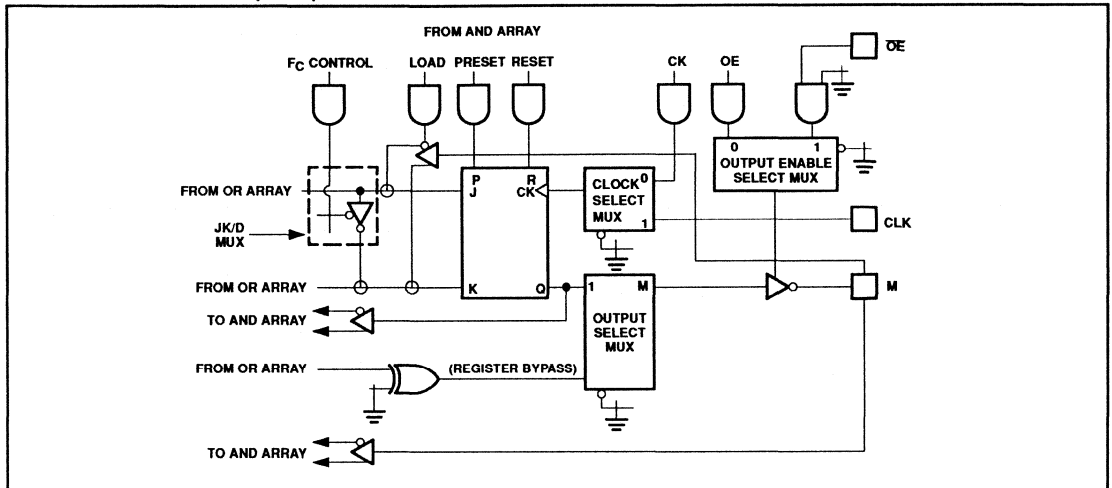 FROM AND ARRAY
FC CONTROL
LOAD PRESET RESET
CK
OE
OE
0 1
OUTPUT ENABLE
SELECT MUX
FROM OR ARRAY
P
J
R
CK
CLOCK
SELECT
MUX
0
1
CLK
JK/D
MUX
FROM OR ARRAY
K
Q
1
M
OUTPUT
SELECT
MUX
M
TO AND ARRAY
FROM OR ARRAY
(REGISTER BYPASS)
TO AND ARRAY